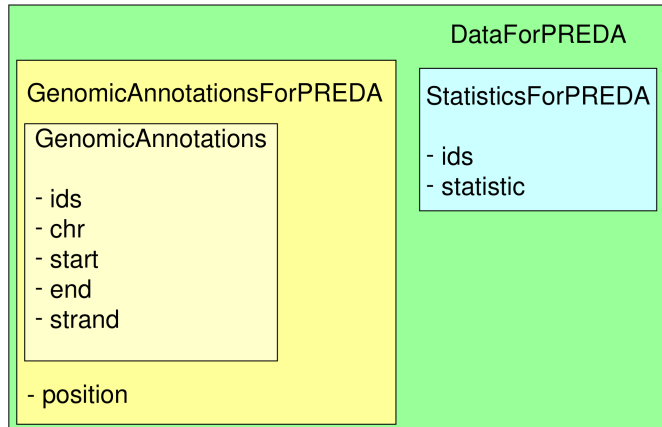 DataForPREDA
GenomicAnnotationsForPREDA
GenomicAnnotations
- ids
- chr
- start
- end
- strand
- position
StatisticsForPREDA
- ids
- statistic